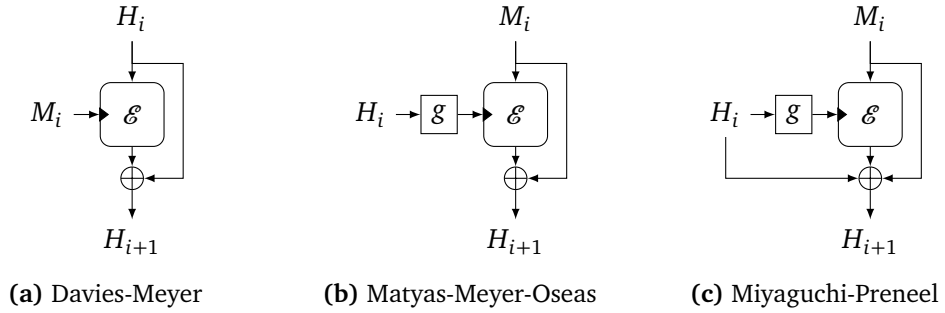 H_i
M_i
M_i
M_i
ℰ
H_i
g
ℰ
H_i
g
ℰ
H_{i+1}
H_{i+1}
H_{i+1}
(a) Davies-Meyer
(b) Matyas-Meyer-Oseas
(c) Miyaguchi-Preneel